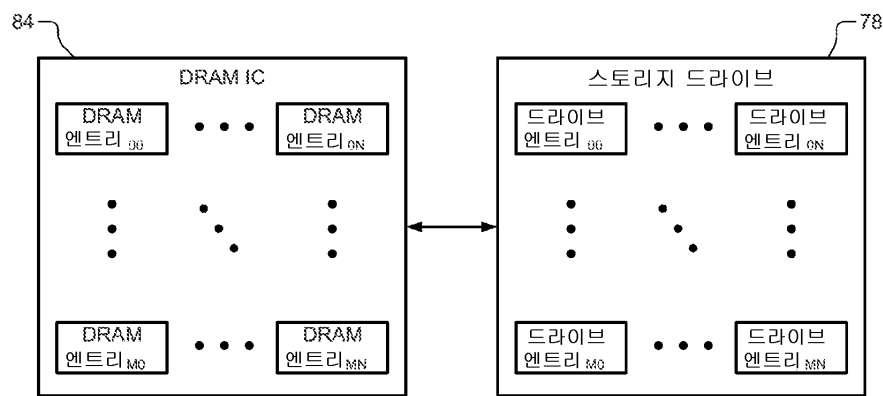 84
78
DRAM IC
DRAM
엔트리 00
DRAM
엔트리 0N
DRAM
엔트리 M0
DRAM
엔트리 MN
스토리지 드라이브
드라이브
엔트리 00
드라이브
엔트리 0N
드라이브
엔트리 M0
드라이브
엔트리 MN